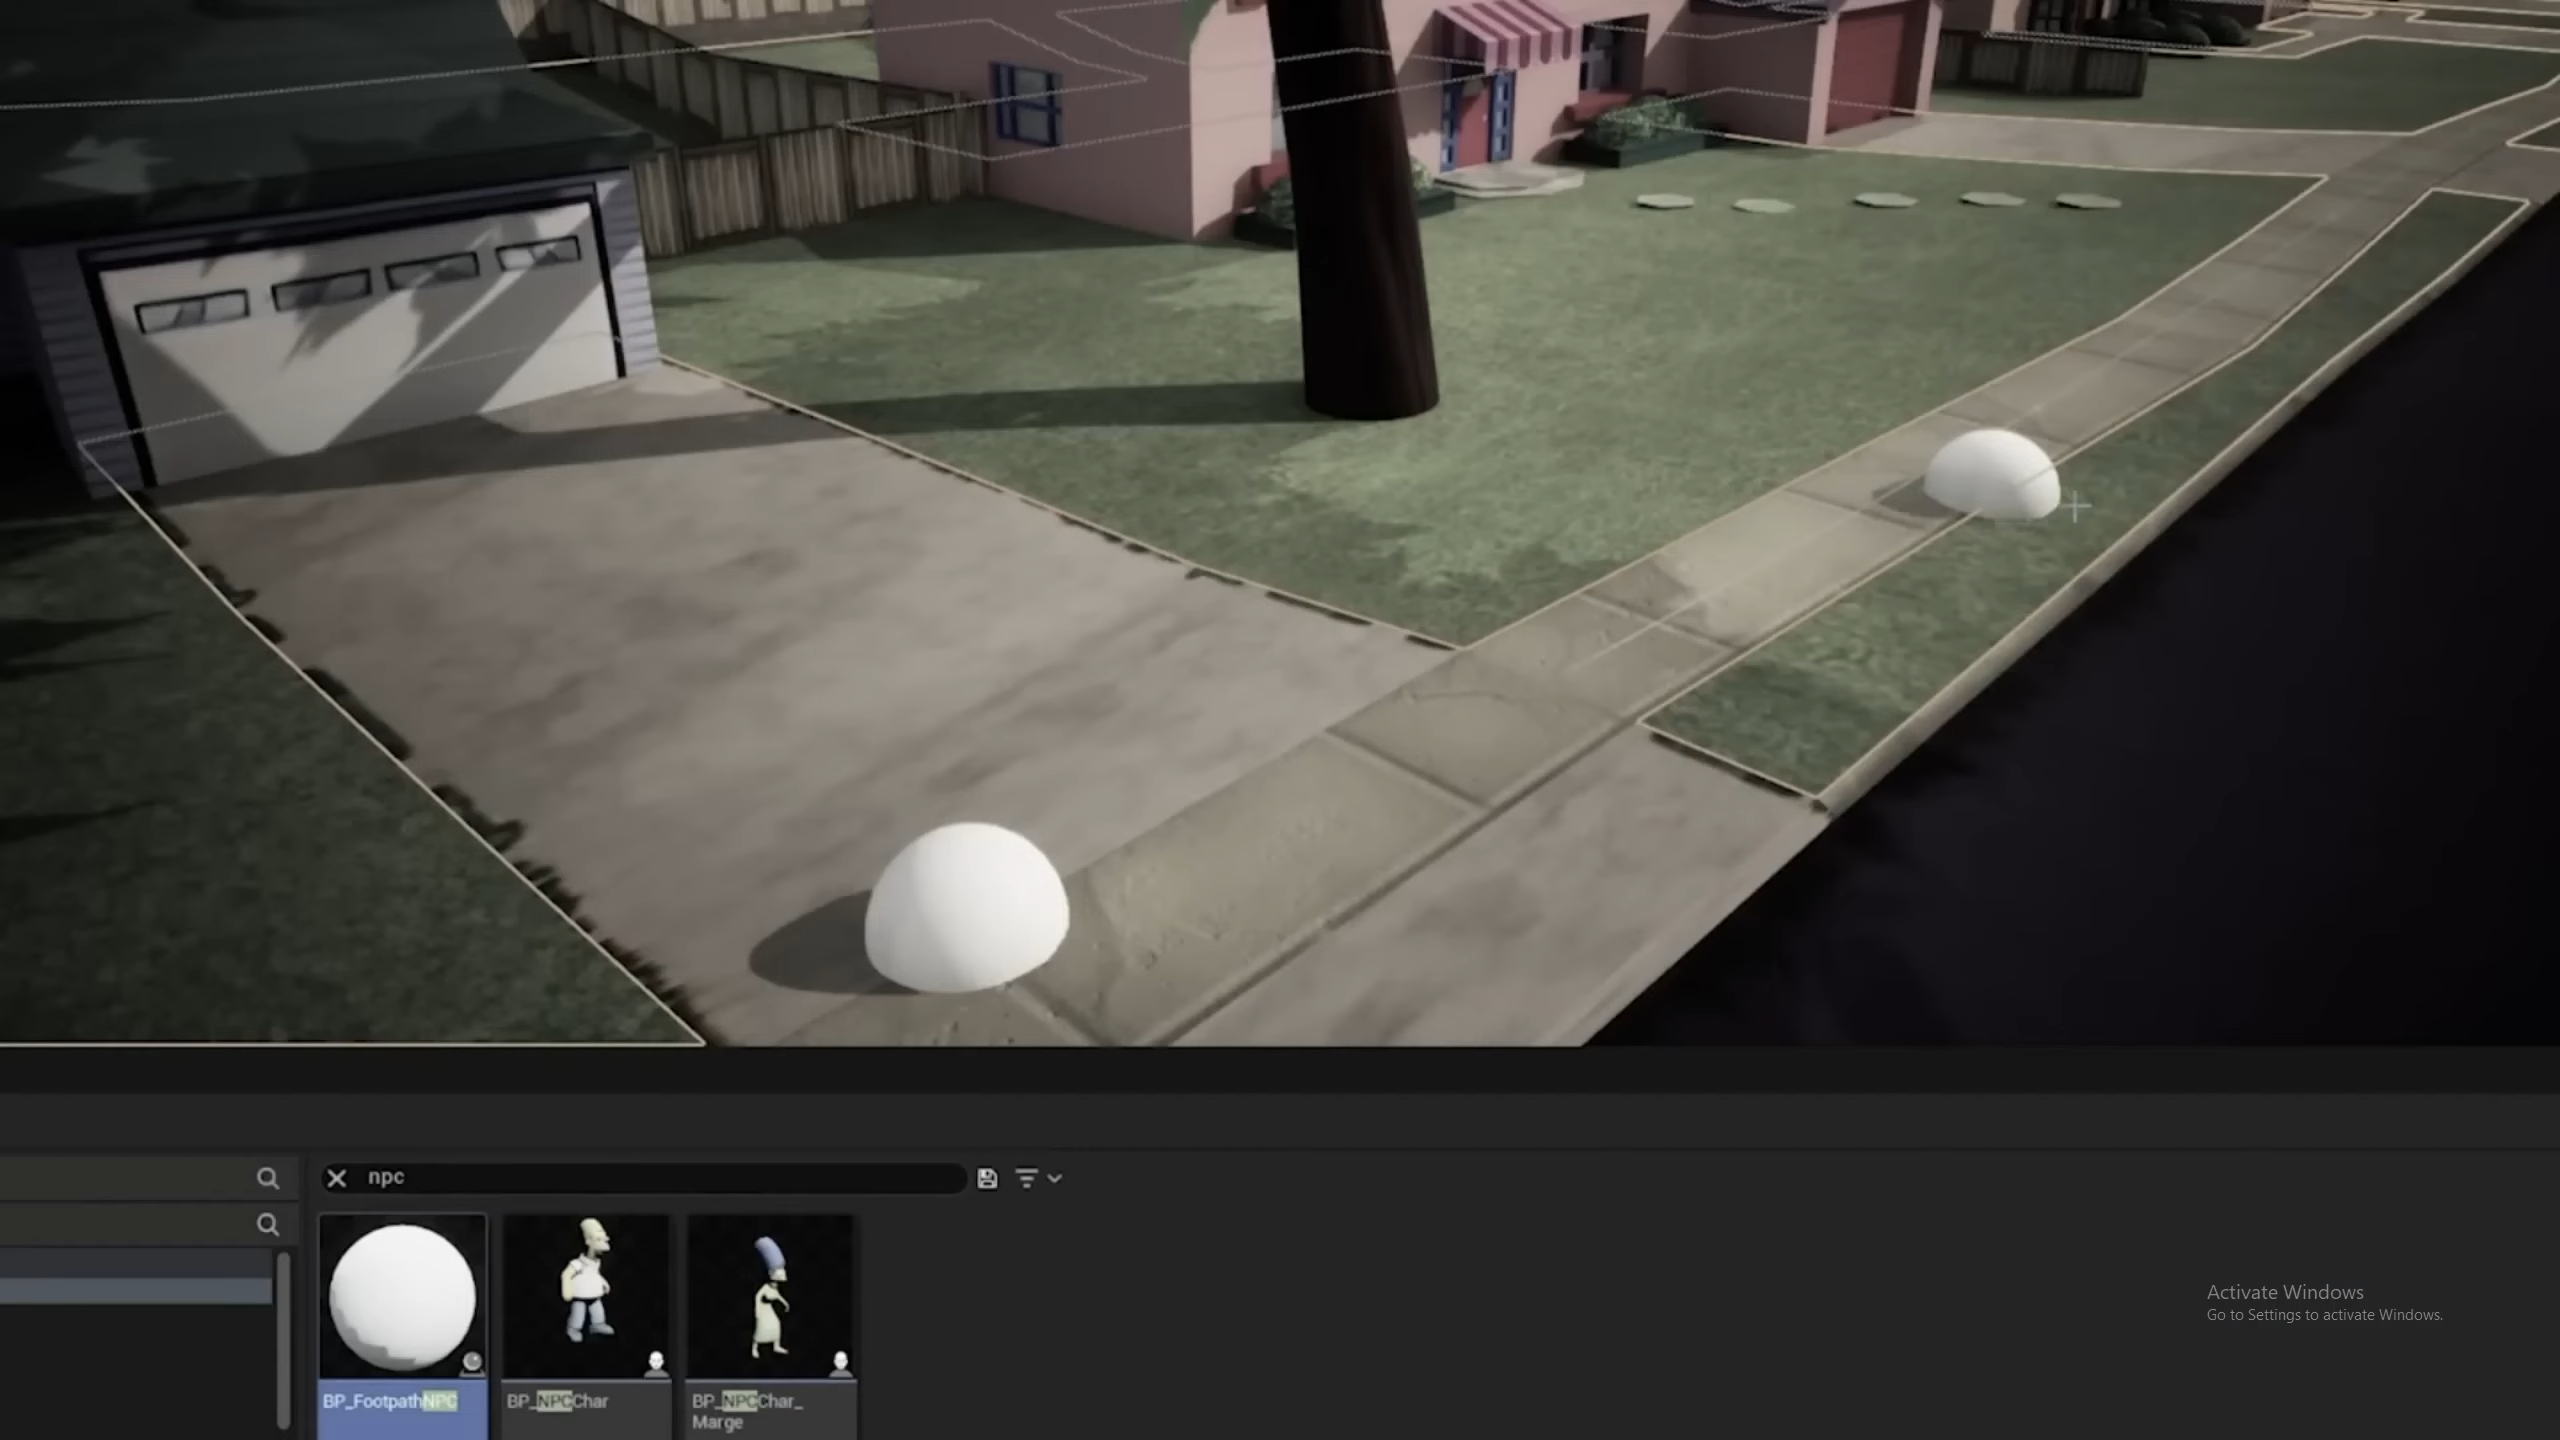 npc
BP_FootpathNPC
BP_NPCChar
BP_NPCChar_
Marge
Activate Windows
Go to Settings to activate Windows.